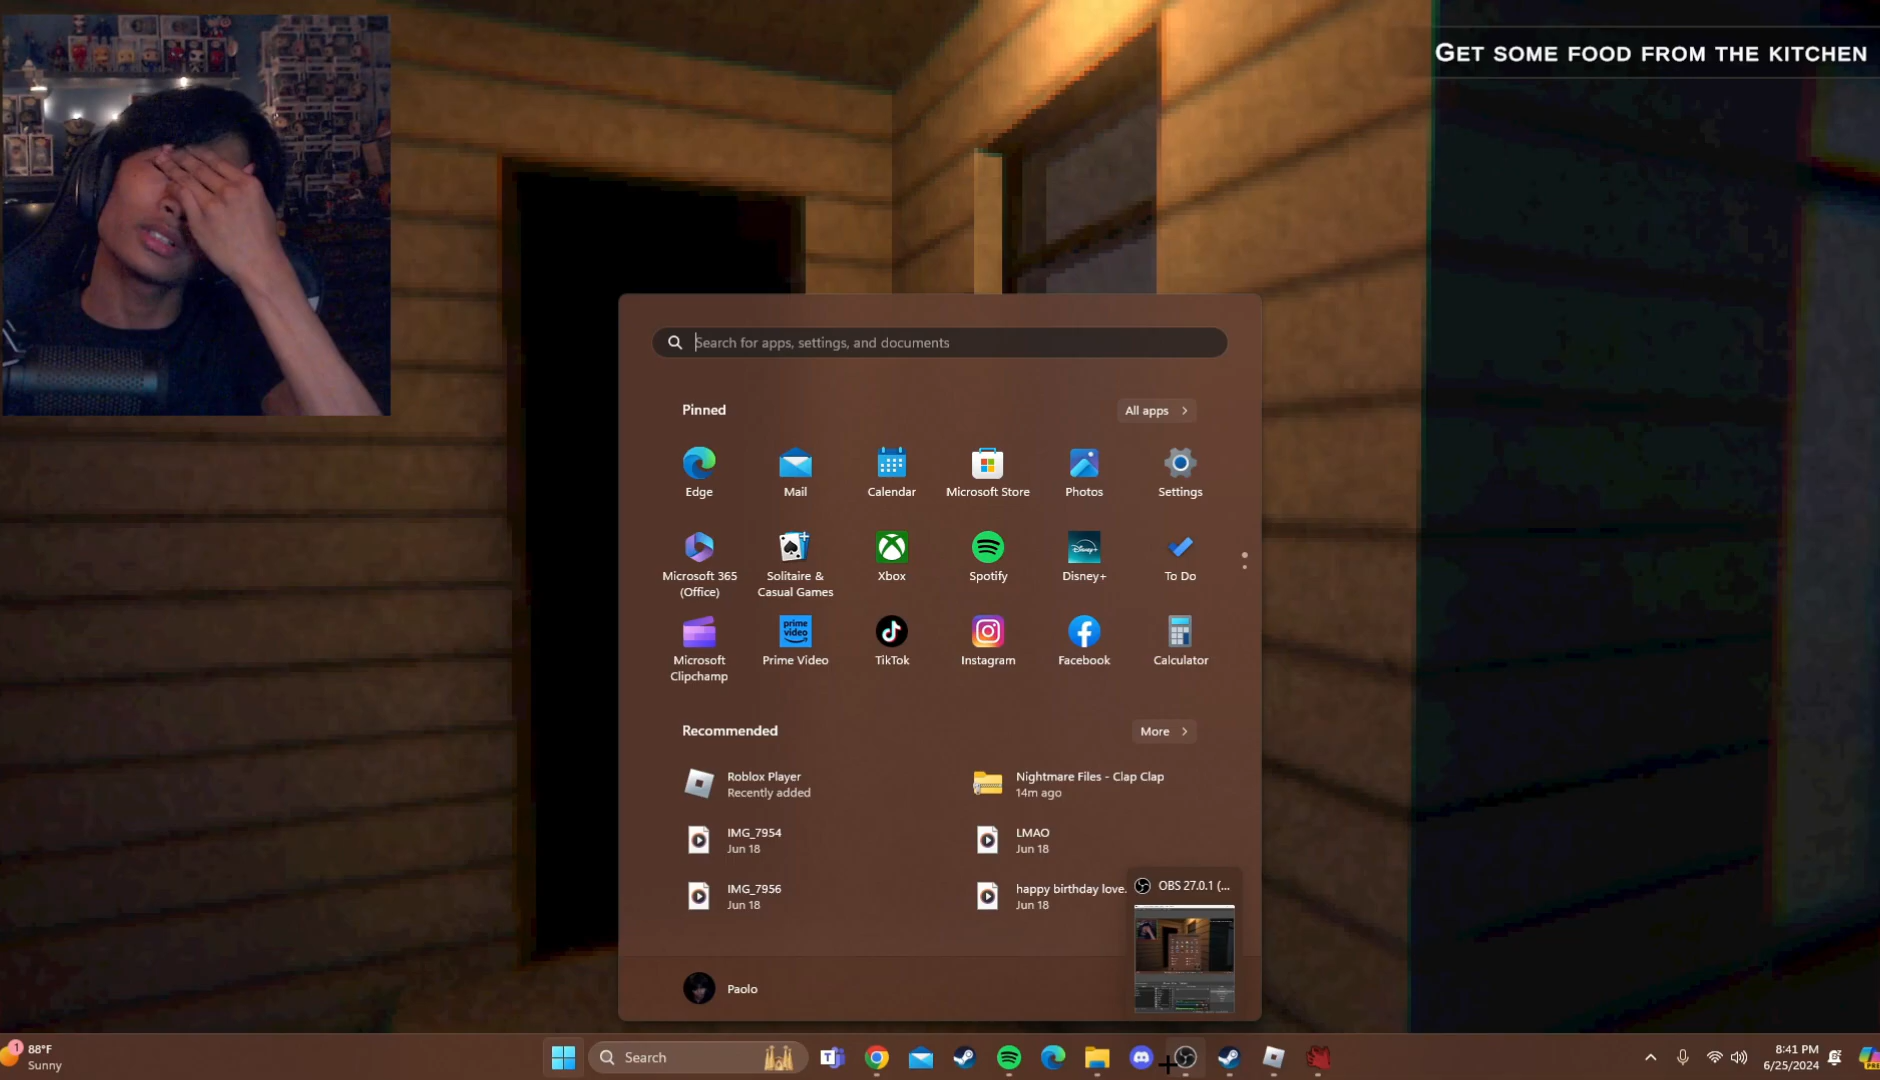 GET SOME FOOD FROM THE KITCHEN
Search for apps, settings, and documents
Pinned
All apps
Edge
Mail
Calendar
Microsoft Store
Photos
Settings
Microsoft 365
(Office)
Solitaire &
Casual Games
Xbox
Spotify
Disney+
To Do
Microsoft
Clipchamp
prime
video
Prime Video
TikTok
Instagram
Facebook
Calculator
Recommended
More
Roblox Player
Recently added
Nightmare Files - Clap Clap
14m ago
IMG_7954
Jun 18
LMAO
Jun 18
IMG_7956
Jun 18
happy birthday love.
Jun 18
OBS 27.0.1 (...
Paolo
1
88°F
Sunny
Search
8:41 PM
6/25/2024
PRE